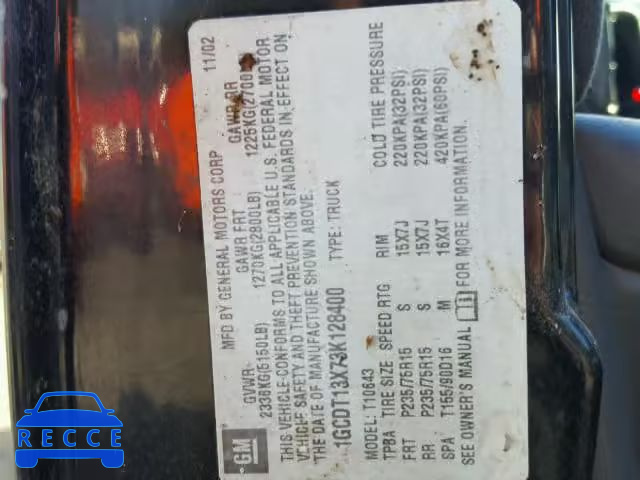 MFD BY GENERAL MOTORS CORP 11/02
GVWR GAWR FRT GAWR RR
2336KG(5150LB) 1270KG(2800LB) 1225KG(2700LB)
THIS VEHICLE CONFORMS TO ALL APPLICABLE U.S. FEDERAL MOTOR
VEHICLE SAFETY AND THEFT PREVENTION STANDARDS IN EFFECT ON
THE DATE OF MANUFACTURE SHOWN ABOVE.
1GCDT13X73K128400 TYPE: TRUCK
MODEL: T10643
TPBA TIRE SIZE SPEED RTG RIM COLD TIRE PRESSURE
FRT P235/75R15 S 15X7J 220KPA(32PSI)
RR P235/75R15 S 15X7J 220KPA(32PSI)
SPA T155/90D16 M 16X4T 420KPA(60PSI)
SEE OWNER'S MANUAL FOR MORE INFORMATION.
GM
RECCE